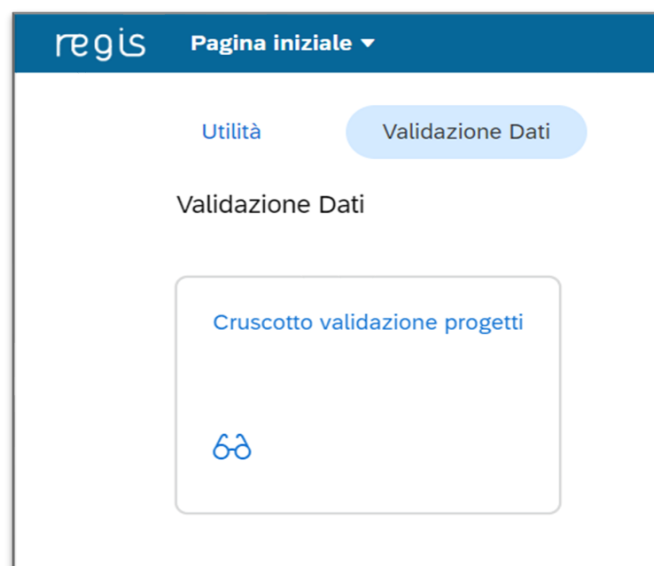 regis Pagina iniziale
Utilità Validazione Dati
Validazione Dati
Cruscotto validazione progetti